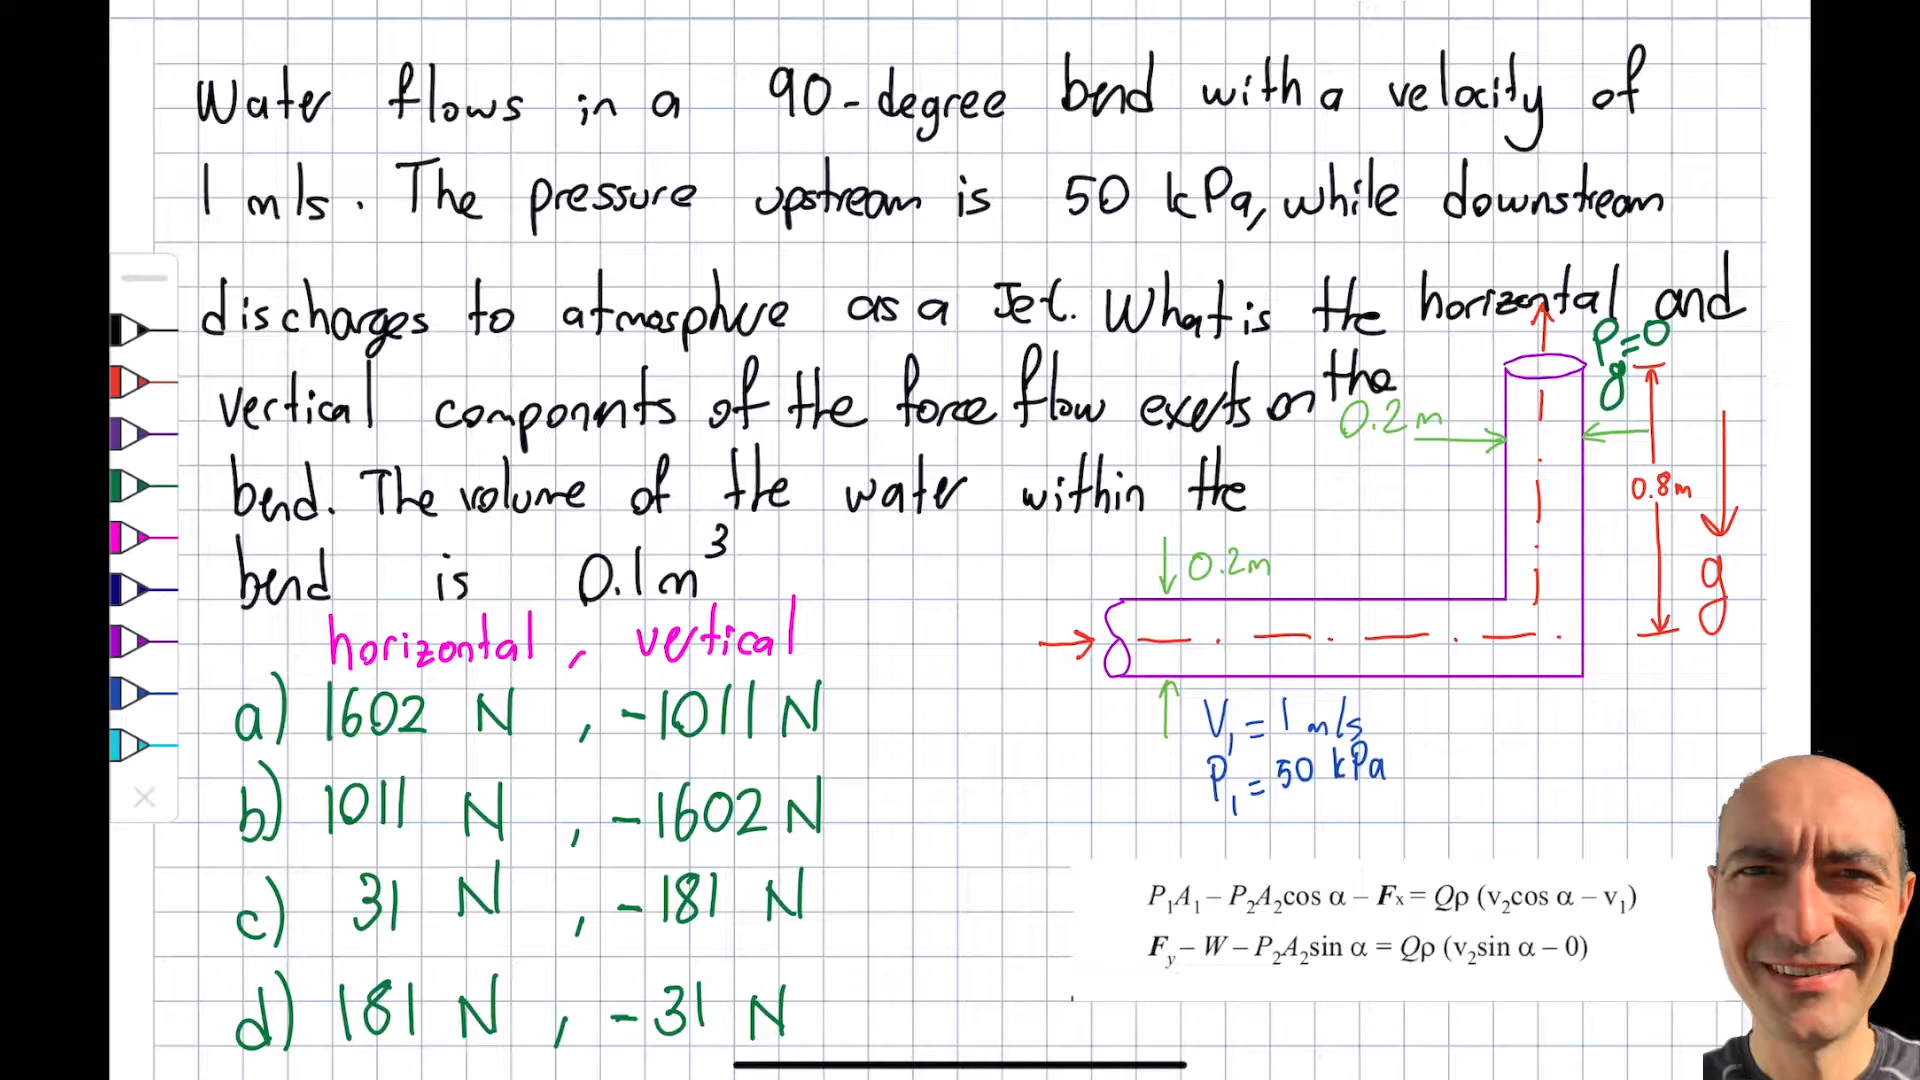 Water flows in a 90-degree bend with a velocity of
1 m/s. The pressure upstream is 50 kPa, while downstream
discharges to atmosphere as a Jet. What is the horizontal and
vertical components of the force flow exerts on the
bend. The volume of the water within the
bend is 0.1m³
horizontal, vertical
a) 1602 N, -1011 N
b) 1011 N, -1602 N
c) 31 N, -181 N
d) 181 N, -31 N
Pg=0
0.2m
0.8m
g
0.2m
V₁ = 1 m/s
P₁ = 50 kPa
P₁A₁ – P₂A₂cos α – Fₓ = Qρ (v₂cos α – v₁)
Fy – W – P₂A₂sin α = Qρ (v₂sin α – 0)